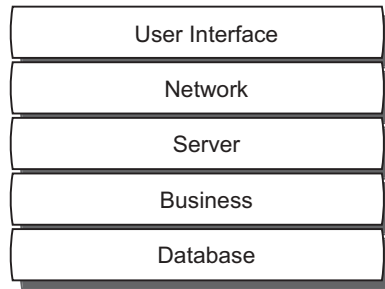 User Interface
Network
Server
Business
Database